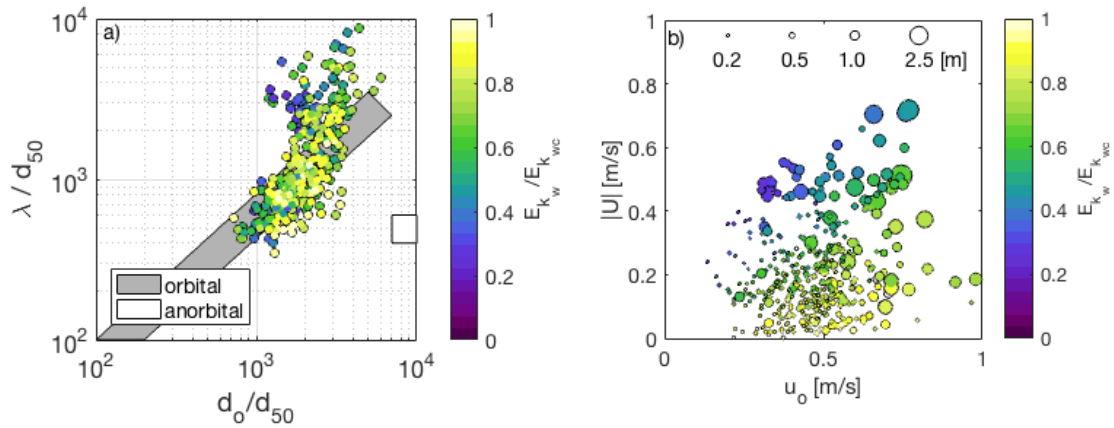 a)
10^4
10^3
10^2
λ / d_50
orbital
anorbital
10^2
10^3
10^4
d_o/d_50
1
0.8
0.6
0.4
0.2
0
E_k_w/E_k_wc
b)
0.2
0.5
1.0
2.5 [m]
1
0.8
0.6
0.4
0.2
0
|U| [m/s]
0
0.5
1
u_o [m/s]
1
0.8
0.6
0.4
0.2
0
E_k_w/E_k_wc